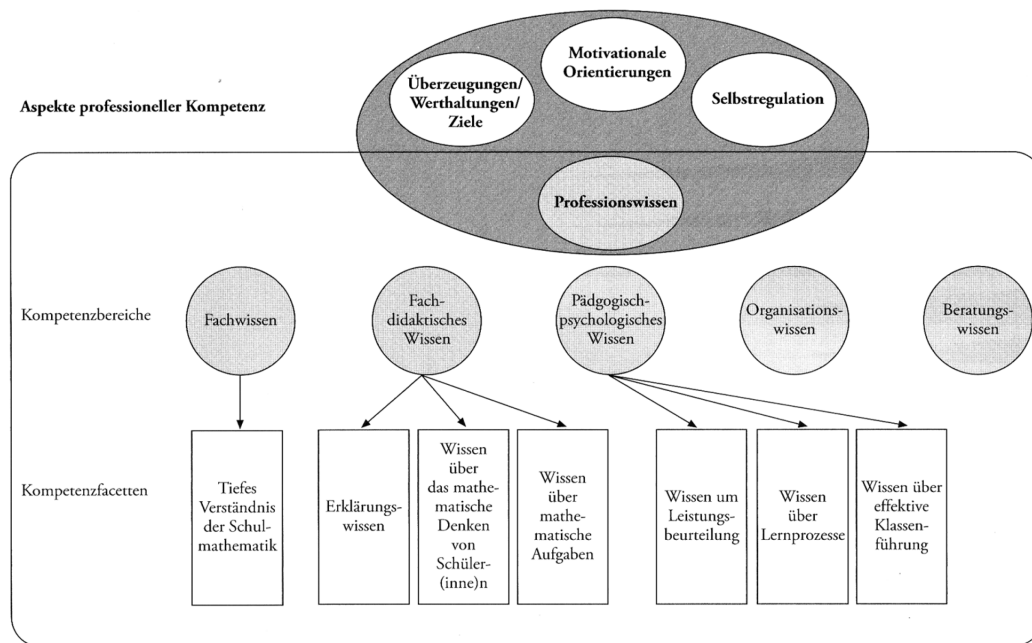 Motivationale
Orientierungen
Überzeugungen/
Werthaltungen/
Ziele
Selbstregulation
Aspekte professioneller Kompetenz
Professionswissen
Kompetenzbereiche
Fachwissen
Fach-
didaktisches
Wissen
Pädgogisch-
psychologisches
Wissen
Organisations-
wissen
Beratungs-
wissen
Kompetenzfacetten
Tiefes
Verständnis
der Schul-
mathematik
Erklärungs-
wissen
Wissen
über
das mathe-
matische
Denken
von
Schüler-
(inne)n
Wissen
über
mathe-
matische
Aufgaben
Wissen um
Leistungs-
beurteilung
Wissen
über
Lernprozesse
Wissen über
effektive
Klassen-
führung